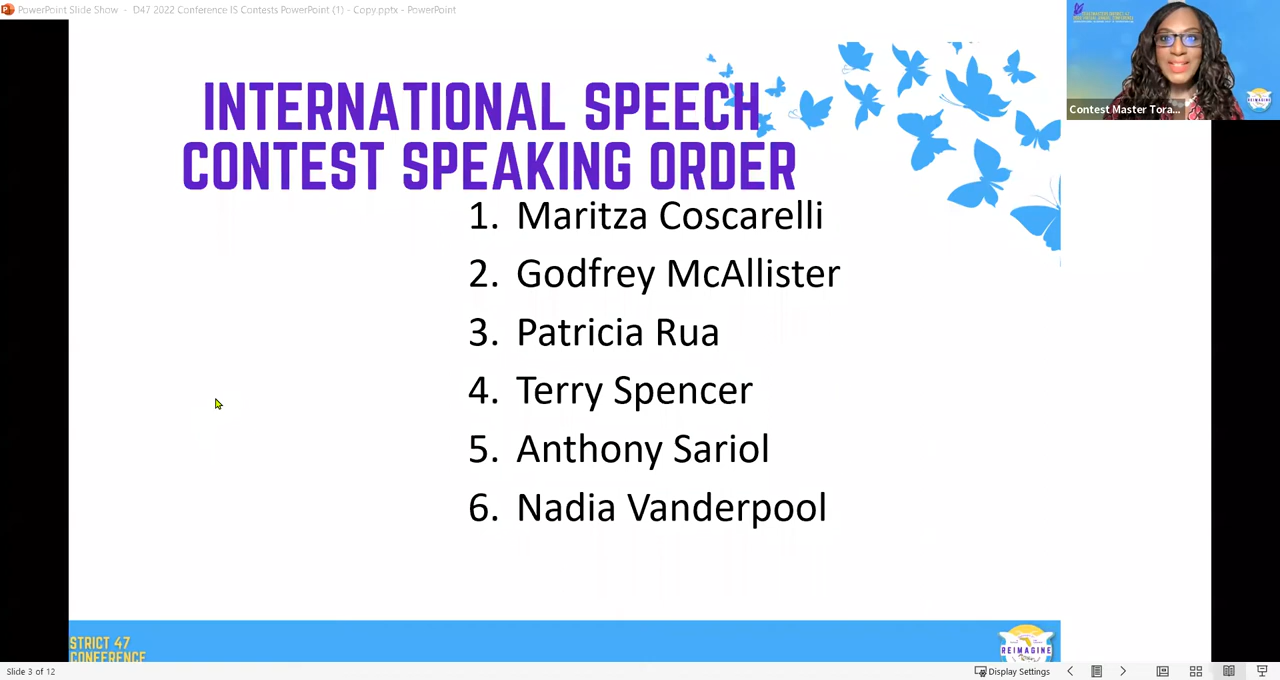 PowerPoint Slide Show - D47 2022 Conference IS Contests PowerPoint (1) - Copy.pptx - PowerPoint
Contest Master Tora...
INTERNATIONAL SPEECH
CONTEST SPEAKING ORDER
1. Maritza Coscarelli
2. Godfrey McAllister
3. Patricia Rua
4. Terry Spencer
5. Anthony Sariol
6. Nadia Vanderpool
STRICT 47
CONFERENCE
REIMAGINE
Slide 3 of 12
Display Settings